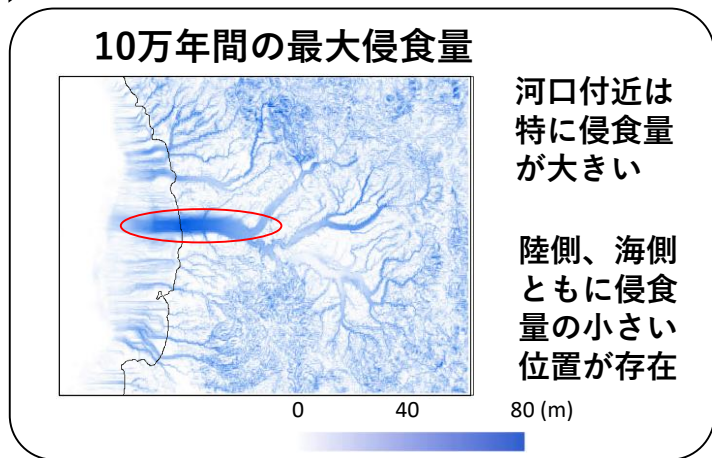 10万年間の最大侵食量
河口付近は
特に侵食量
が大きい
陸側、海側
ともに侵食
量の小さい
位置が存在
0 40 80 (m)